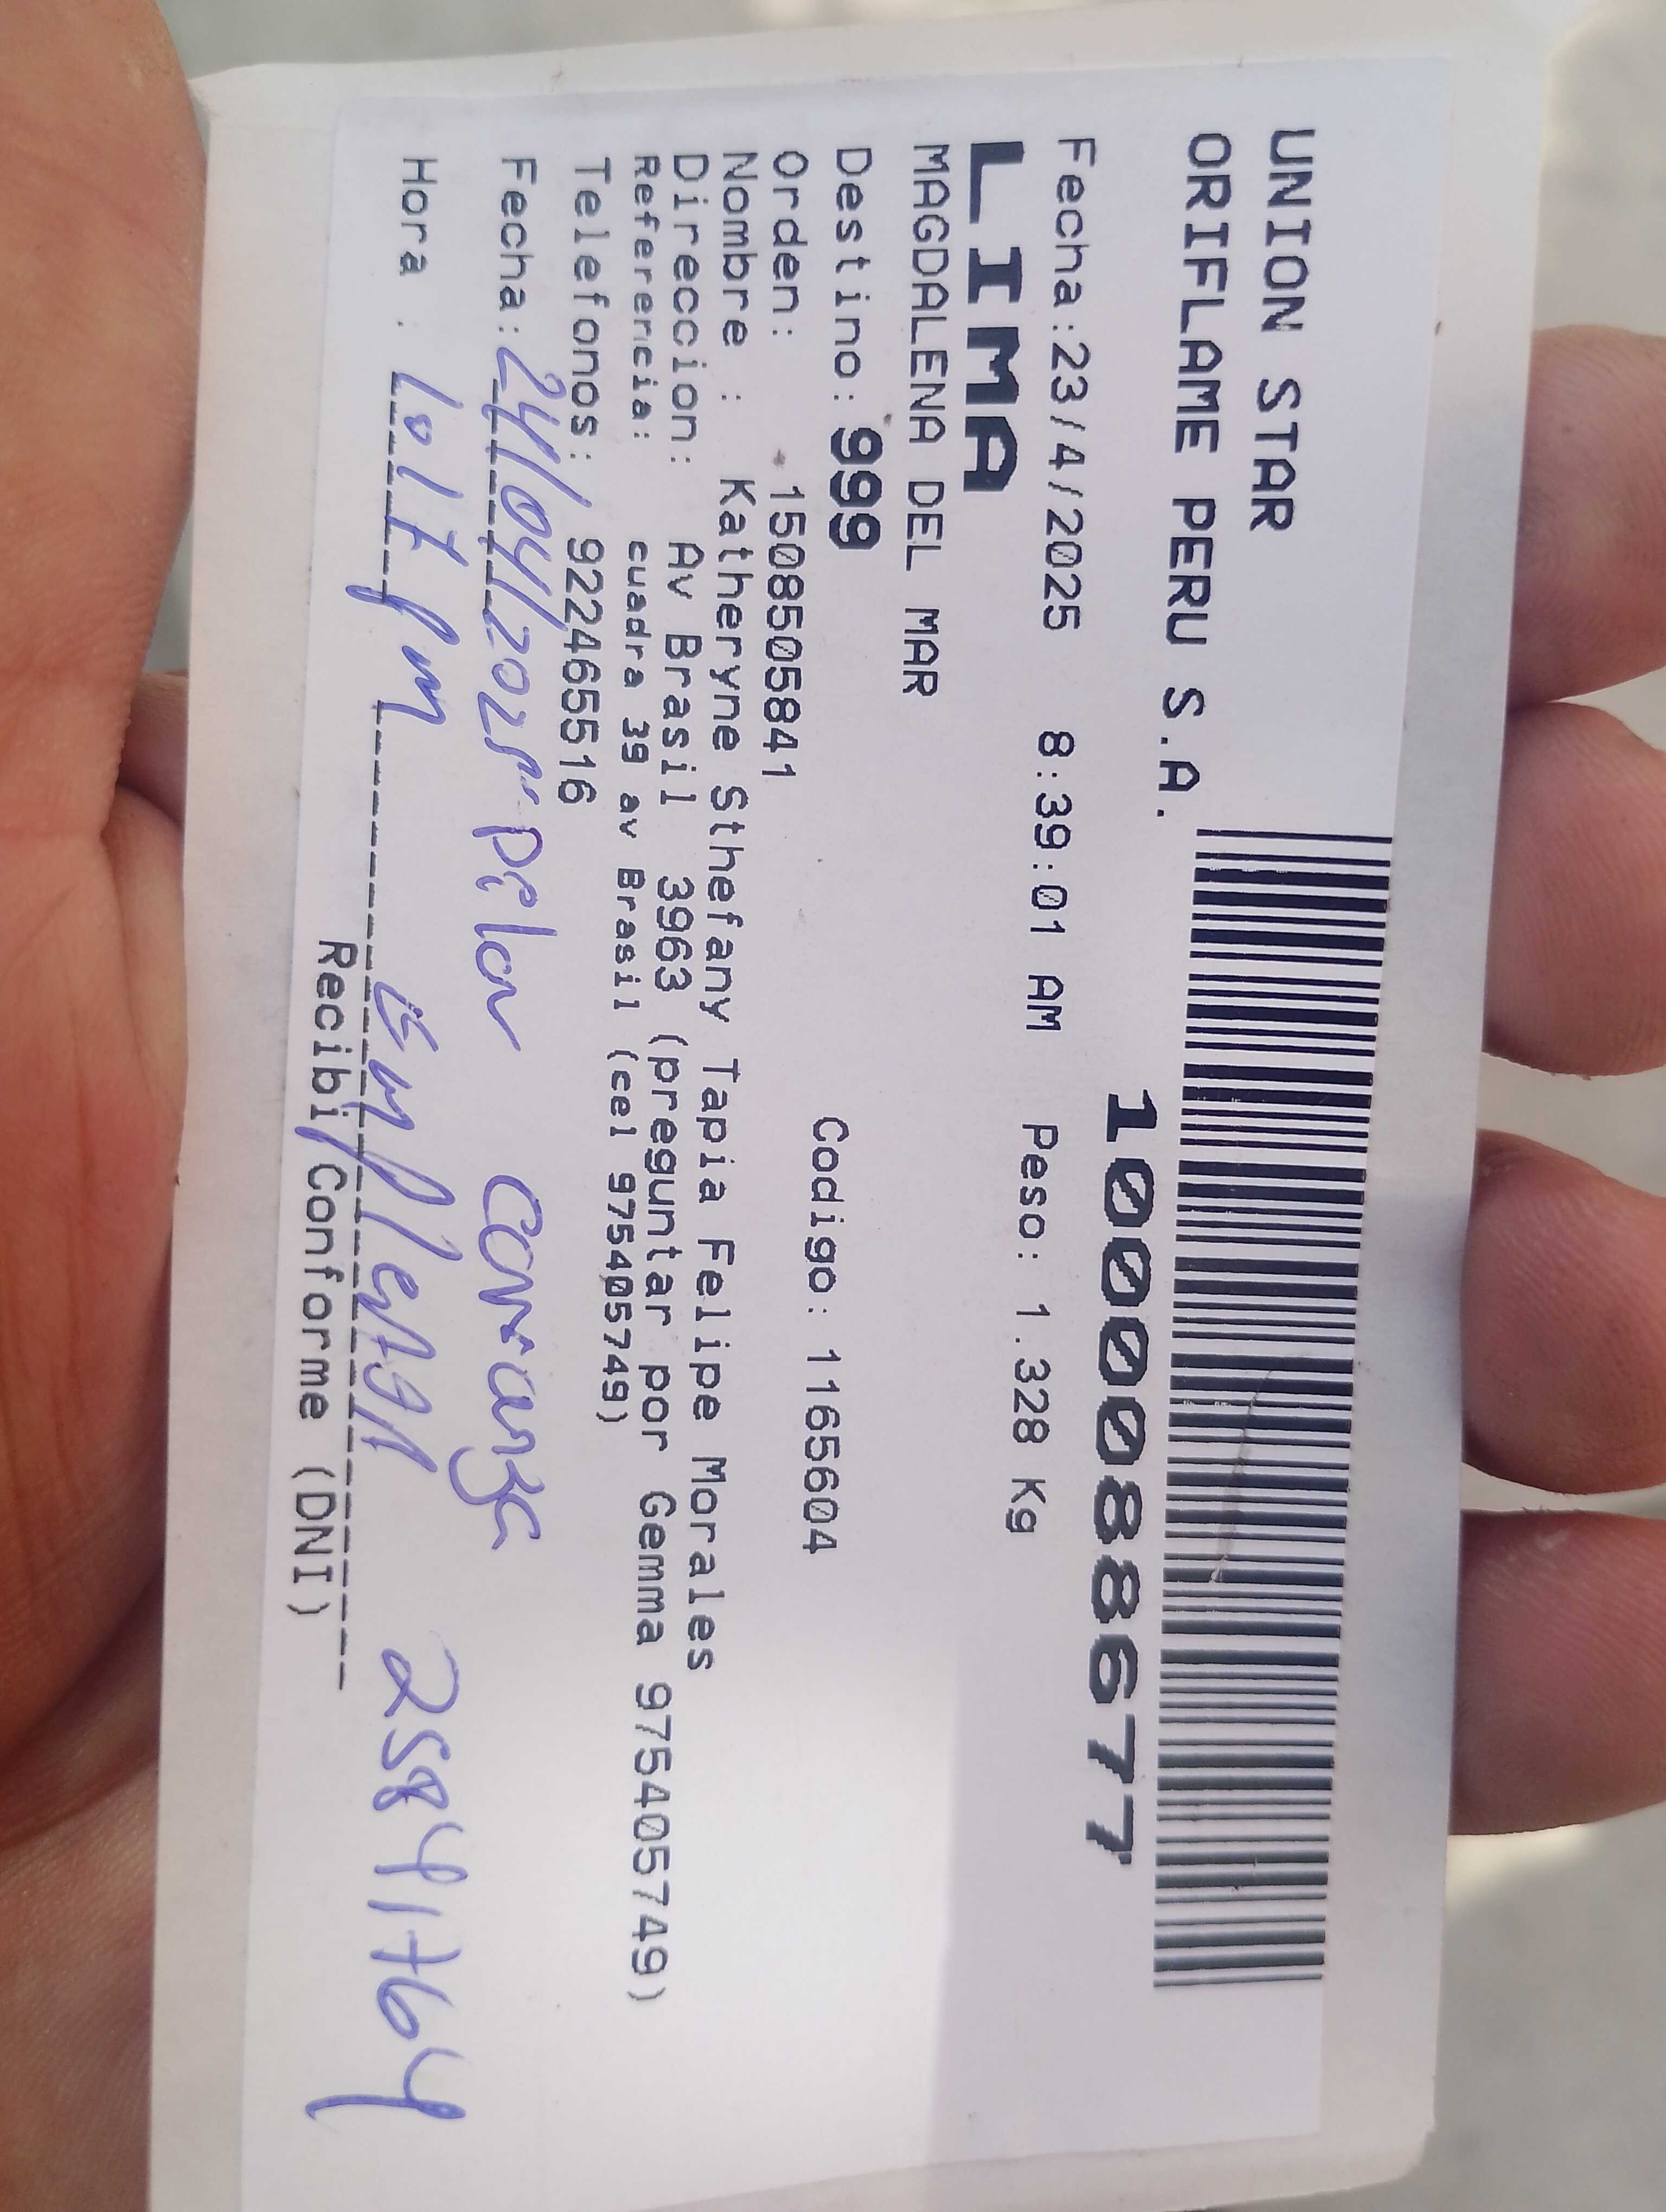 UNION STAR
ORIFLAME PERU S.A.
1000088677
Fecha:23/4/2025 8:39:01 AM Peso: 1.328 Kg
LIMA
MAGDALENA DEL MAR
Destino: 999 Codigo: 1165604
Orden: 1508505841
Nombre : Katheryne Sthefany Tapia Felipe Morales
Direccion: Av Brasil 3963 (preguntar por Gemma 975405749)
Referencia: cuadra 39 av Brasil (cel 975405749)
Telefonos: 922465516
Fecha: 24/04/2025 Pilar
Hora : 1:17 pm 25841764
Recibi Conforme (DNI)